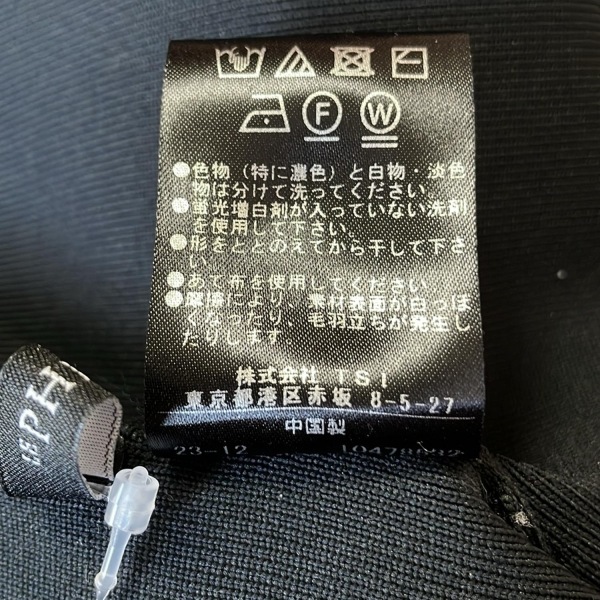 F W
●色物（特に濃色）と白物・淡色
物は分けて洗ってください。
●蛍光増白剤が入っていない洗剤
を使用して下さい。
●形をととのえてから干して下さ
い。
●あて布を使用してください
●摩擦により、素材表面が白っぽ
くなったり、毛羽立ちが発生し
たりします
株式会社 TSI
東京都港区赤坂 8-5-27
中国製
23-12